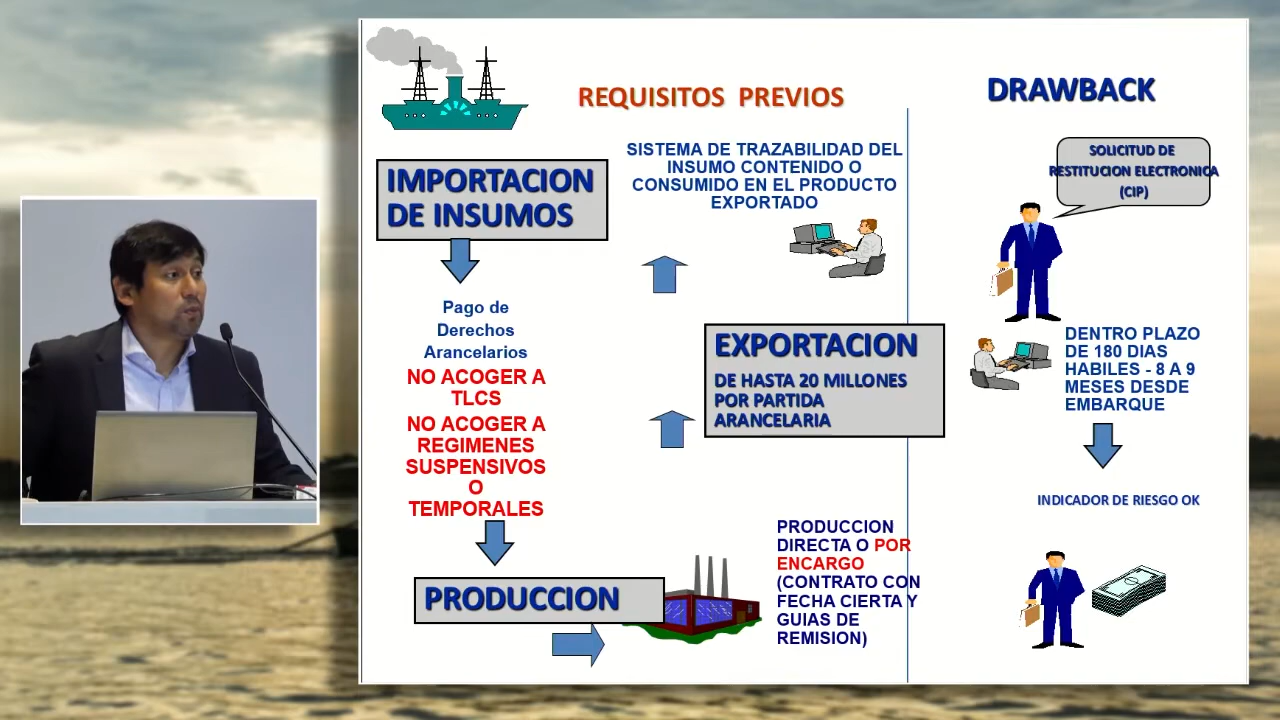 REQUISITOS PREVIOS
DRAWBACK
IMPORTACION
DE INSUMOS
Pago de
Derechos
Arancelarios
NO ACOGER A
TLCS
NO ACOGER A
REGIMENES
SUSPENSIVOS
O
TEMPORALES
PRODUCCION
PRODUCCION
DIRECTA O POR
ENCARGO
(CONTRATO CON
FECHA CIERTA Y
GUIAS DE
REMISION)
EXPORTACION
DE HASTA 20 MILLONES
POR PARTIDA
ARANCELARIA
SISTEMA DE TRAZABILIDAD DEL
INSUMO CONTENIDO O
CONSUMIDO EN EL PRODUCTO
EXPORTADO
SOLICITUD DE
RESTITUCION ELECTRONICA
(CIP)
DENTRO PLAZO
DE 180 DIAS
HABILES - 8 A 9
MESES DESDE
EMBARQUE
INDICADOR DE RIESGO OK